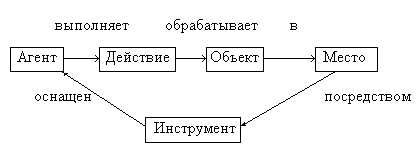 выполняет обрабатывает в
Агент Действие Объект Место
оснащен посредством
Инструмент